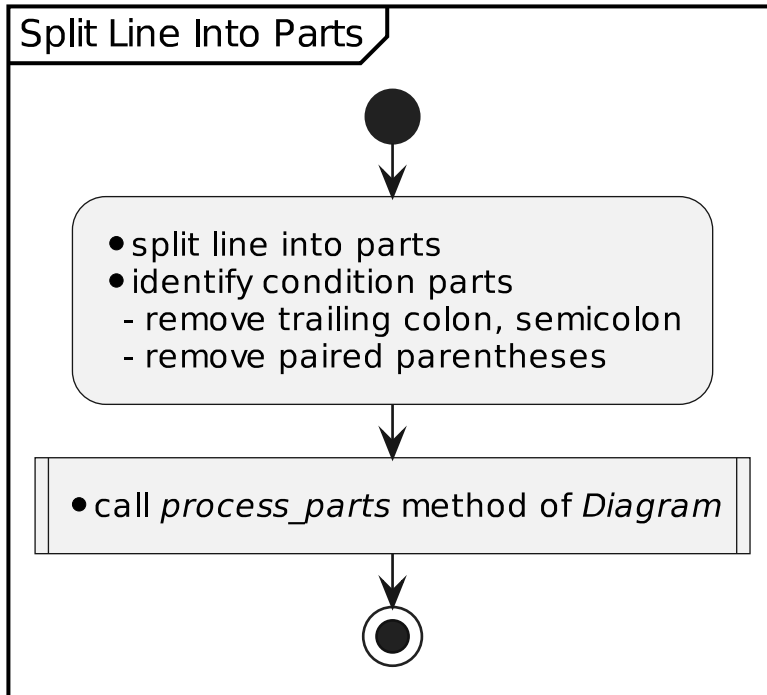 Split Line Into Parts
•split line into parts
•identify condition parts
- remove trailing colon, semicolon
- remove paired parentheses
•call process_parts method of Diagram